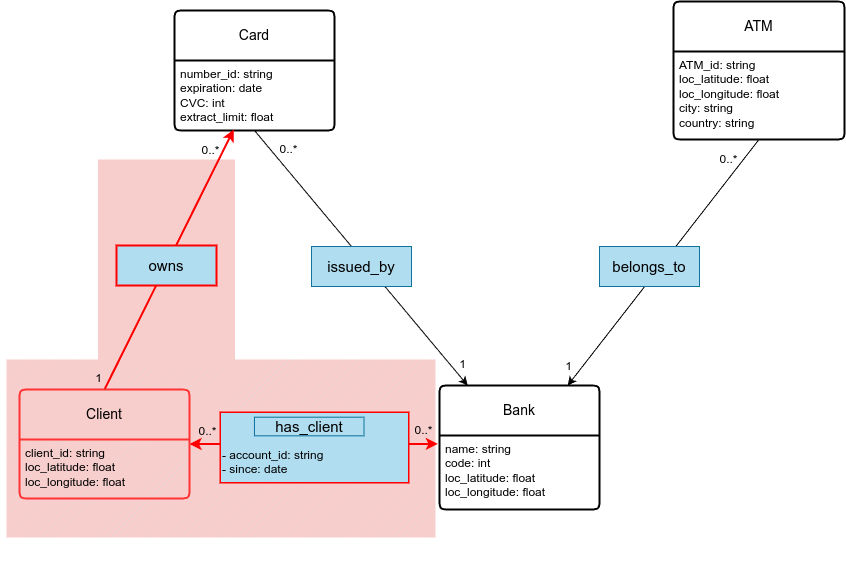 Card
number_id: string
expiration: date
CVC: int
extract_limit: float
ATM
ATM_id: string
loc_latitude: float
loc_longitude: float
city: string
country: string
0..*
0..*
0..*
owns
issued_by
belongs_to
1
1
1
Client
client_id: string
loc_latitude: float
loc_longitude: float
0..*
has_client
- account_id: string
- since: date
0..*
Bank
name: string
code: int
loc_latitude: float
loc_longitude: float